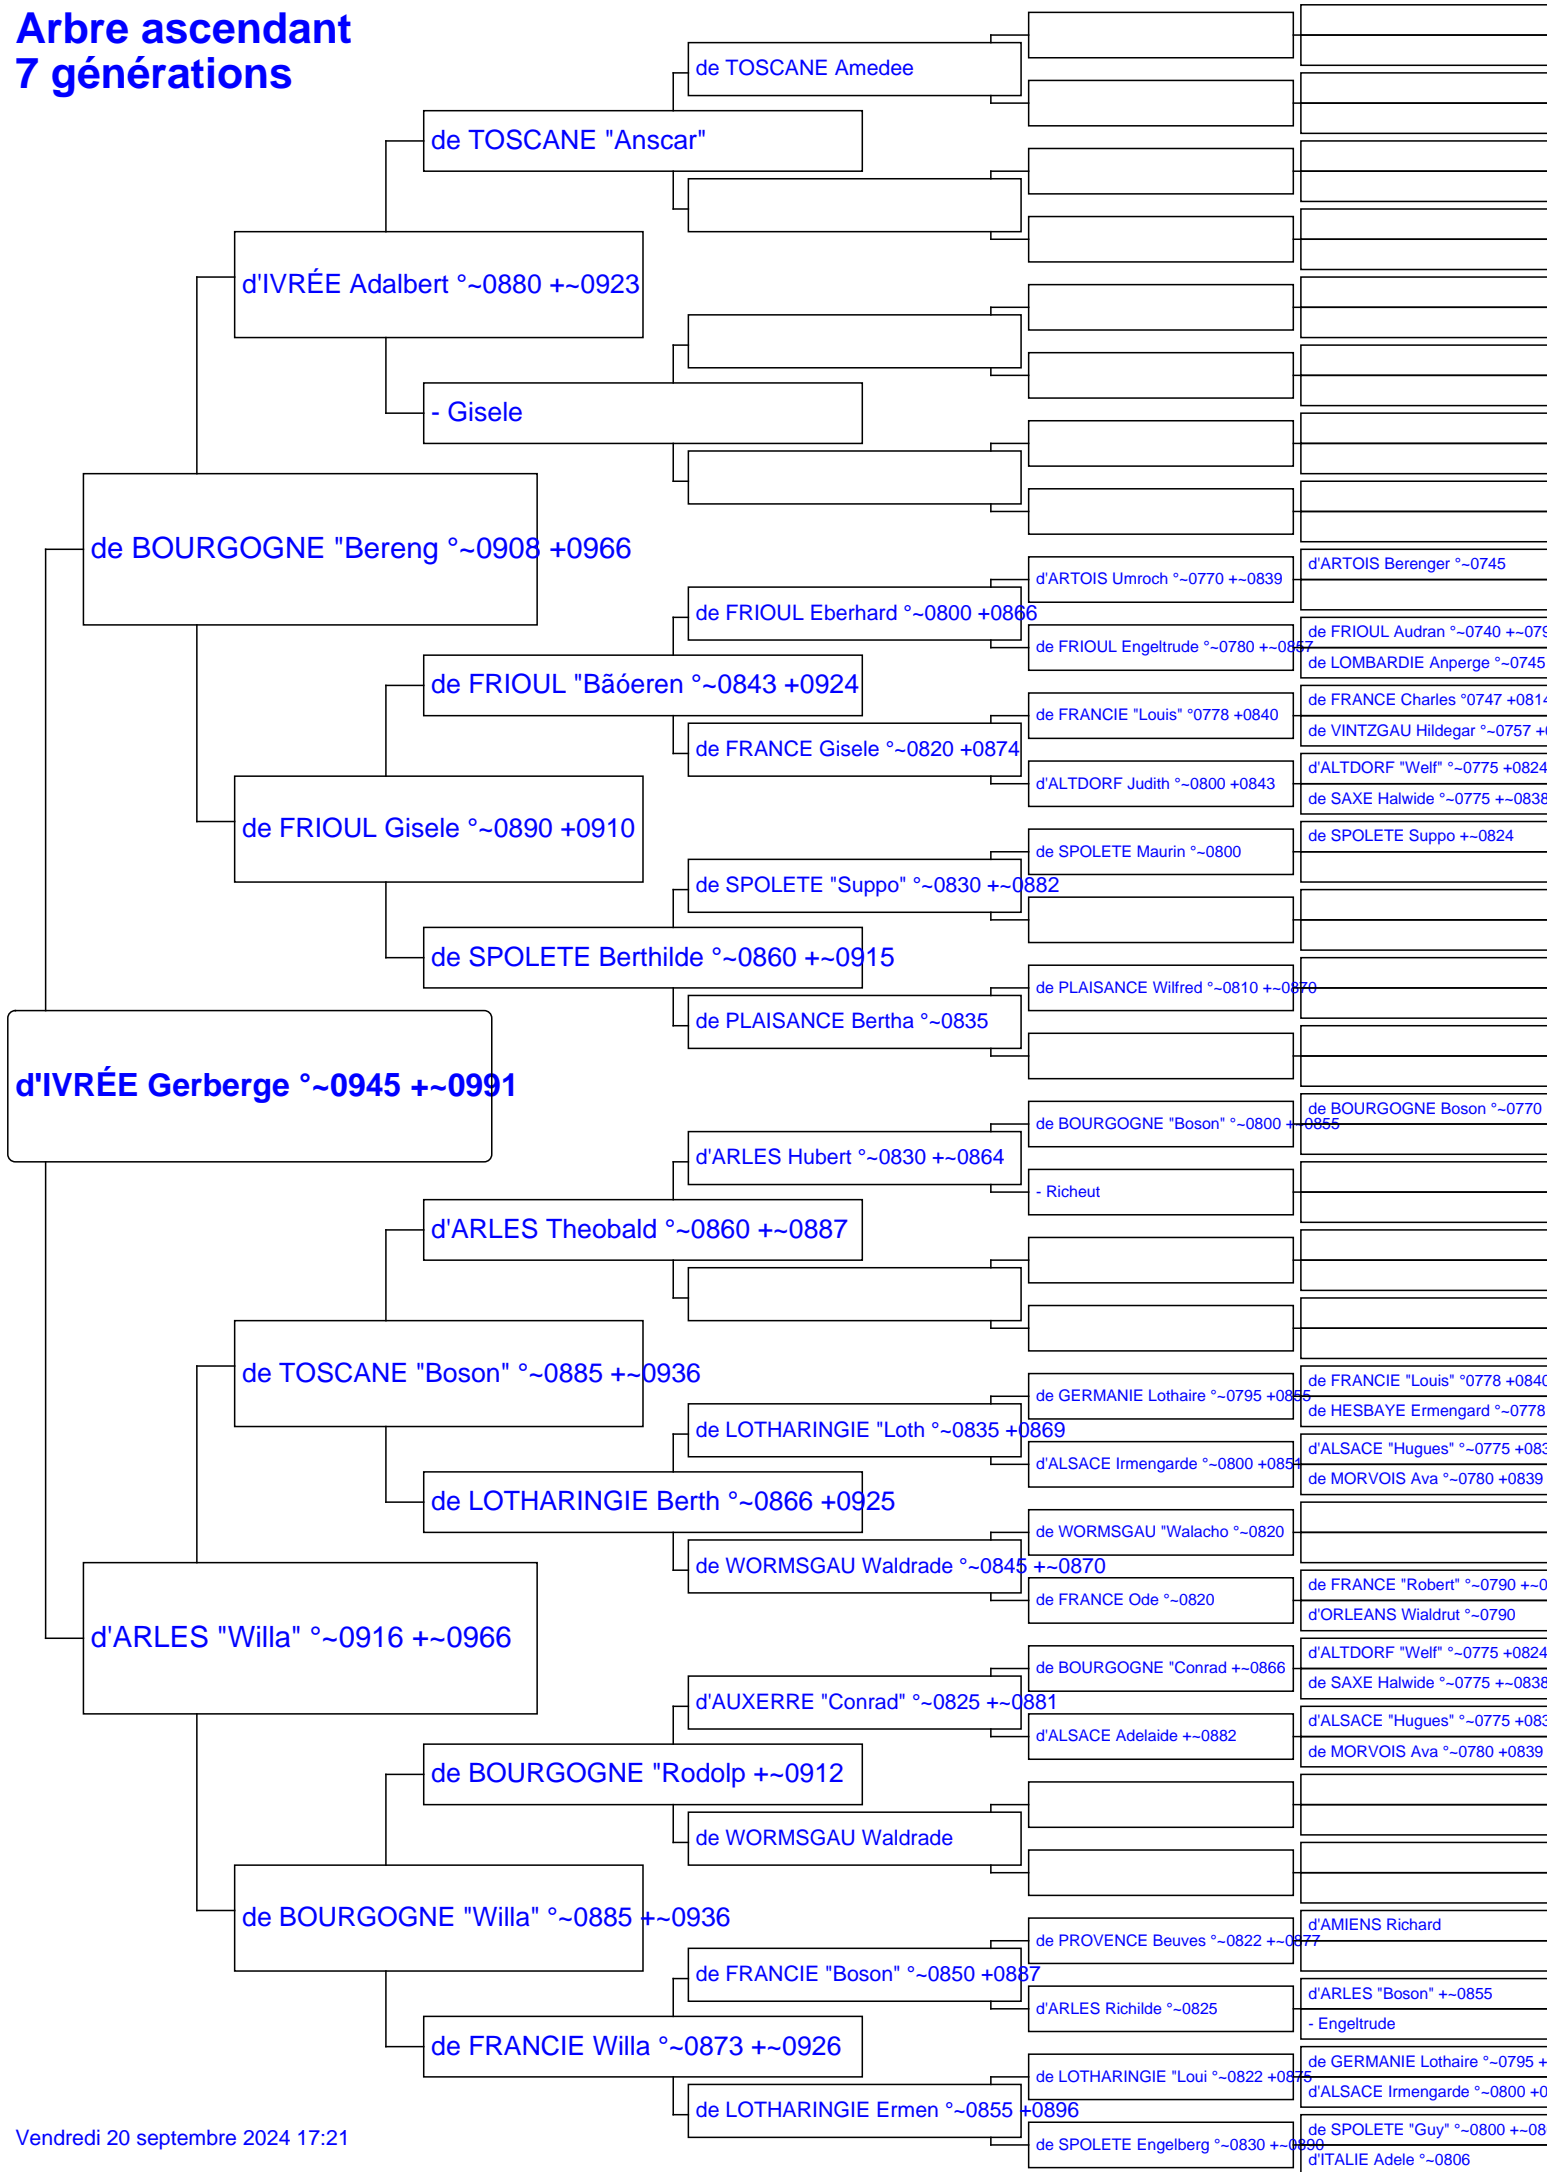 Arbre ascendant
7 générations
de TOSCANE Amedee
de TOSCANE "Anscar"
d'IVRÉE Adalbert °~0880 +~0923
- Gisele
de BOURGOGNE "Bereng °~0908 +0966
d'ARTOIS Berenger °~0745
d'ARTOIS Umroch °~0770 +~0839
de FRIOUL Eberhard °~0800 +0866
de FRIOUL Audran °~0740 +~079
de FRIOUL Engeltrude °~0780 +~0857
de LOMBARDIE Anperge °~0745
de FRIOUL "Bãóeren °~0843 +0924
de FRANCE Charles °0747 +0814
de FRANCIE "Louis" °0778 +0840
de VINTZGAU Hildegar °~0757 +0
de FRANCE Gisele °~0820 +0874
d'ALTDORF "Welf" °~0775 +0824
d'ALTDORF Judith °~0800 +0843
de SAXE Halwide °~0775 +~0838
de FRIOUL Gisele °~0890 +0910
de SPOLETE Suppo +~0824
de SPOLETE Maurin °~0800
de SPOLETE "Suppo" °~0830 +~0882
de SPOLETE Berthilde °~0860 +~0915
de PLAISANCE Wilfred °~0810 +~0870
de PLAISANCE Bertha °~0835
d'IVRÉE Gerberge °~0945 +~0991
de BOURGOGNE Boson °~0770
de BOURGOGNE "Boson" °~0800 +~0855
d'ARLES Hubert °~0830 +~0864
- Richeut
d'ARLES Theobald °~0860 +~0887
de TOSCANE "Boson" °~0885 +~0936
de FRANCIE "Louis" °0778 +0840
de GERMANIE Lothaire °~0795 +0855
de HESBAYE Ermengard °~0778
de LOTHARINGIE "Loth °~0835 +0869
d'ALSACE "Hugues" °~0775 +083
d'ALSACE Irmengarde °~0800 +0851
de MORVOIS Ava °~0780 +0839
de LOTHARINGIE Berth °~0866 +0925
de WORMSGAU "Walacho °~0820
de WORMSGAU Waldrade °~0845 +~0870
de FRANCE "Robert" °~0790 +~0
de FRANCE Ode °~0820
d'ORLEANS Wialdrut °~0790
d'ARLES "Willa" °~0916 +~0966
d'ALTDORF "Welf" °~0775 +0824
de BOURGOGNE "Conrad +~0866
de SAXE Halwide °~0775 +~0838
d'AUXERRE "Conrad" °~0825 +~0881
d'ALSACE "Hugues" °~0775 +083
d'ALSACE Adelaide +~0882
de MORVOIS Ava °~0780 +0839
de BOURGOGNE "Rodolp +~0912
de WORMSGAU Waldrade
de BOURGOGNE "Willa" °~0885 +~0936
d'AMIENS Richard
de PROVENCE Beuves °~0822 +~0877
de FRANCIE "Boson" °~0850 +0887
d'ARLES "Boson" +~0855
d'ARLES Richilde °~0825
- Engeltrude
de FRANCIE Willa °~0873 +~0926
de GERMANIE Lothaire °~0795 +
de LOTHARINGIE "Loui °~0822 +0875
d'ALSACE Irmengarde °~0800 +0
de LOTHARINGIE Ermen °~0855 +0896
de SPOLETE "Guy" °~0800 +~08
de SPOLETE Engelberg °~0830 +~0890
d'ITALIE Adele °~0806
Vendredi 20 septembre 2024 17:21